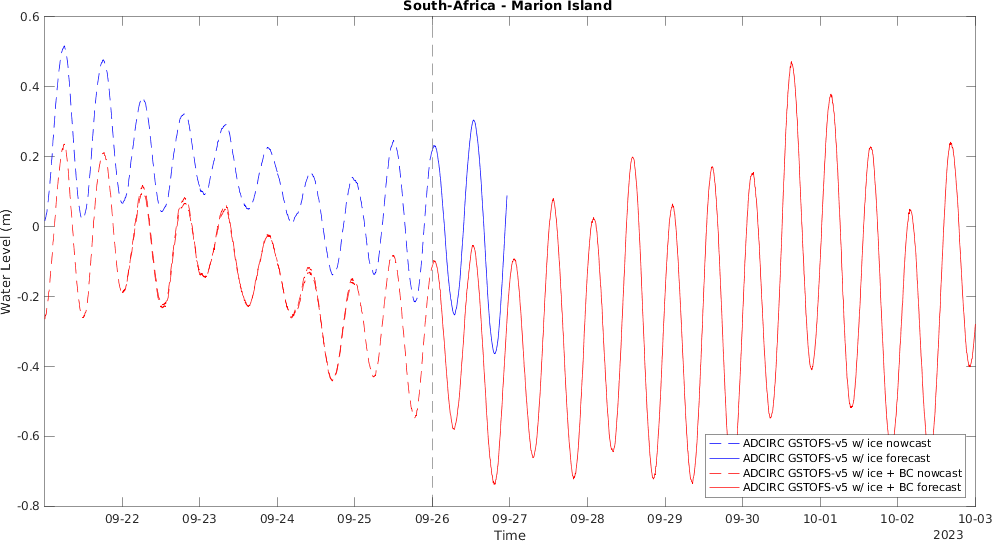 South-Africa - Marion Island
0.6
0.4
0.2
0
-0.2
-0.4
-0.6
-0.8
Water Level (m)
ADCIRC GSTOFS-v5 w/ ice nowcast
ADCIRC GSTOFS-v5 w/ ice forecast
ADCIRC GSTOFS-v5 w/ ice + BC nowcast
ADCIRC GSTOFS-v5 w/ ice + BC forecast
09-22 09-23 09-24 09-25 09-26 09-27 09-28 09-29 09-30 10-01 10-02 10-03
Time
2023